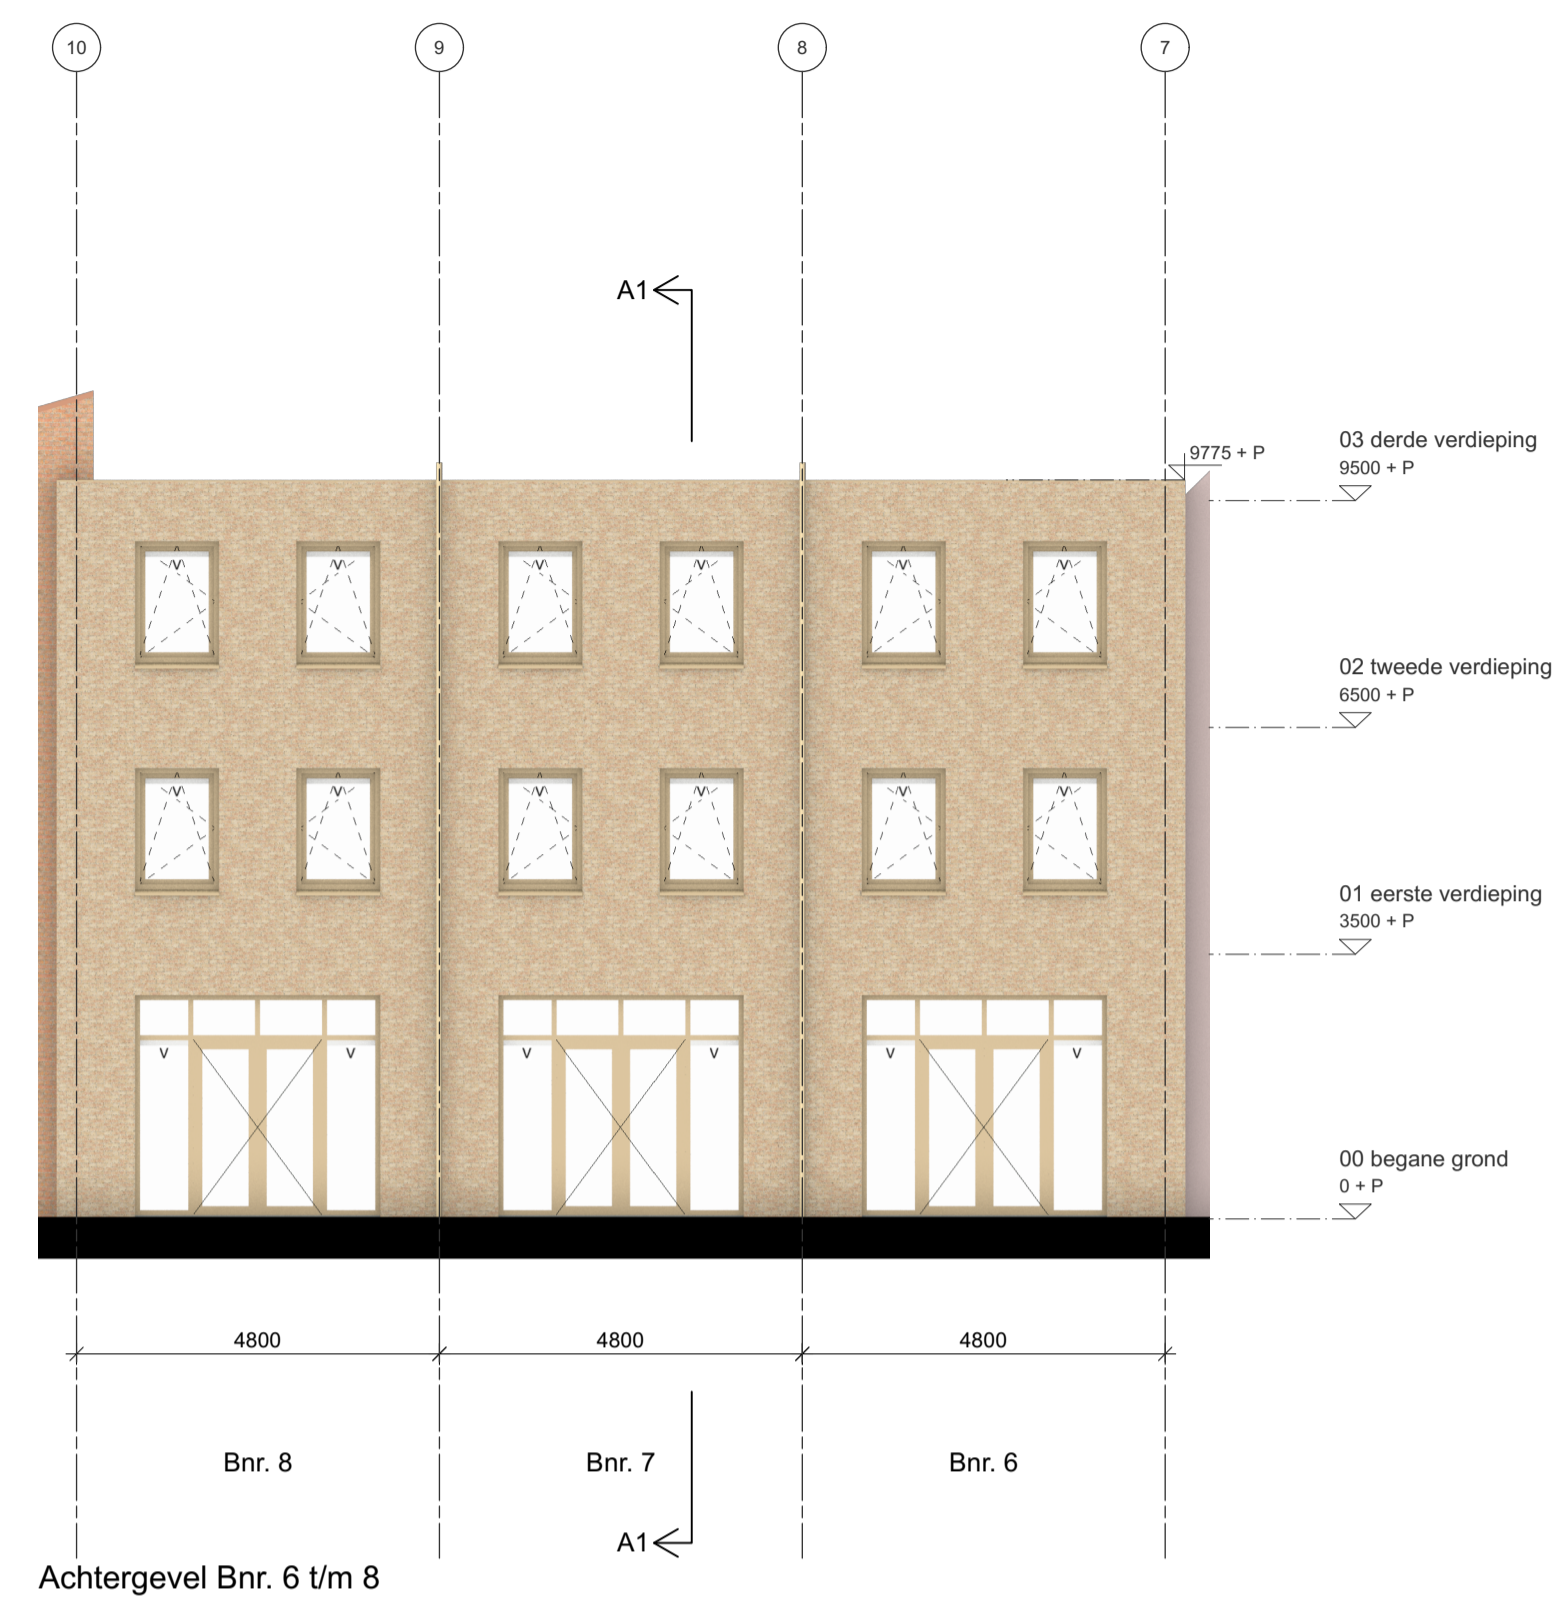 10
9
8
7
A1
03 derde verdieping
9775 + P
9500 + P
V V V V V V
02 tweede verdieping
6500 + P
V V V V V V
01 eerste verdieping
3500 + P
V V V V V V
00 begane grond
0 + P
4800
4800
4800
Bnr. 8
Bnr. 7
Bnr. 6
A1
Achtergevel Bnr. 6 t/m 8